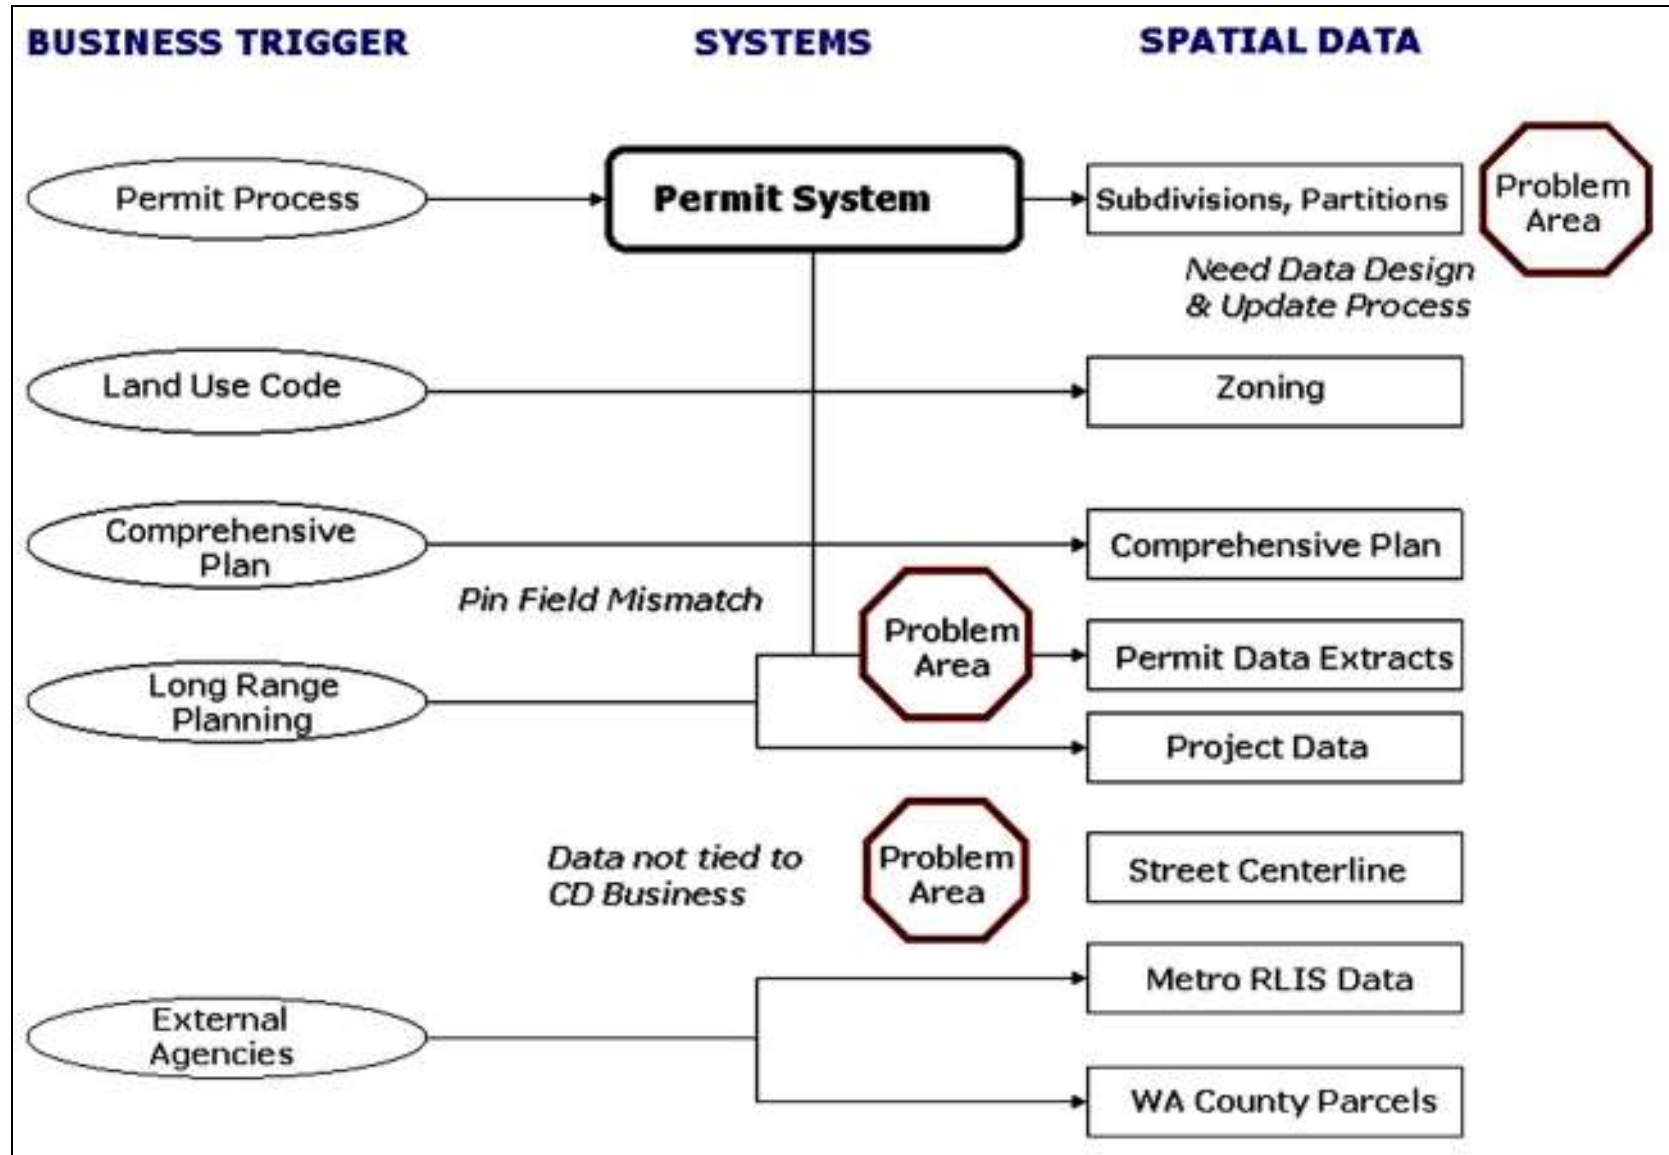 BUSINESS TRIGGER
SYSTEMS
SPATIAL DATA
Permit Process
Permit System
Subdivisions, Partitions
Problem
Area
Need Data Design
& Update Process
Land Use Code
Zoning
Comprehensive
Plan
Comprehensive Plan
Pin Field Mismatch
Problem
Area
Permit Data Extracts
Long Range
Planning
Project Data
Data not tied to
CD Business
Problem
Area
Street Centerline
Metro RLIS Data
External
Agencies
WA County Parcels